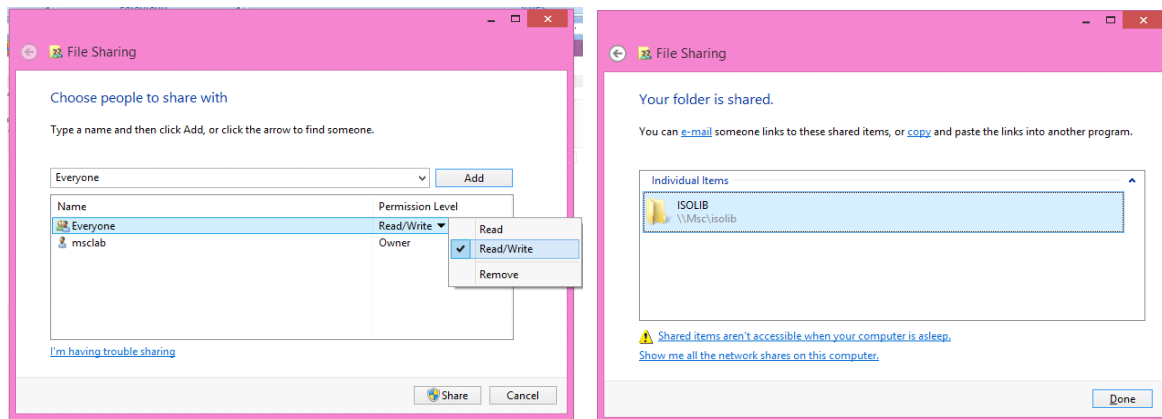 File Sharing
Choose people to share with
Type a name and then click Add, or click the arrow to find someone.
Everyone
Add
Name Permission Level
Everyone Read/Write
msclab Owner
Read
Read/Write
Remove
I'm having trouble sharing
Share Cancel
File Sharing
Your folder is shared.
You can e-mail someone links to these shared items, or copy and paste the links into another program.
Individual Items
ISOLIB
\\Msc\isolib
Shared items aren't accessible when your computer is asleep.
Show me all the network shares on this computer.
Done